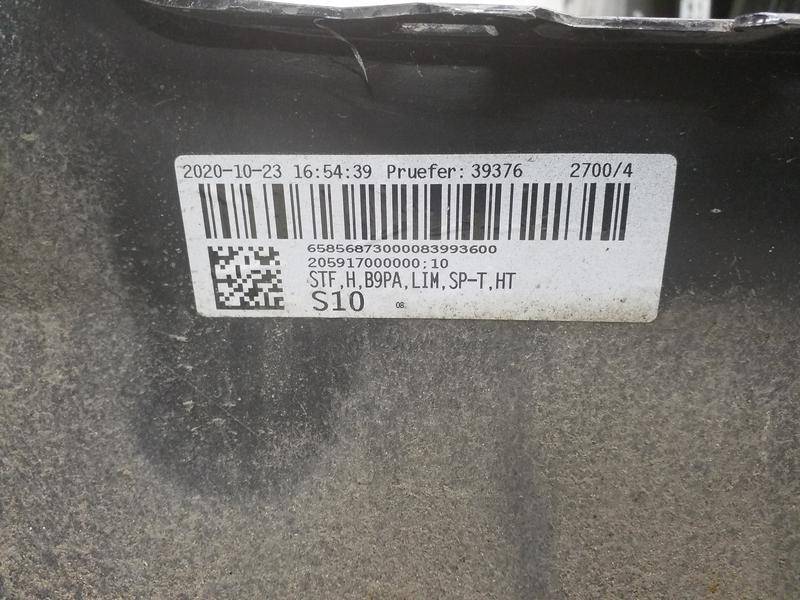 2020-10-23 16:54:39 Pruefer: 39376 2700/4
65856873000083993600
205917000000;10
STF,H,B9PA,LIM,SP-T,HT
S10 08.